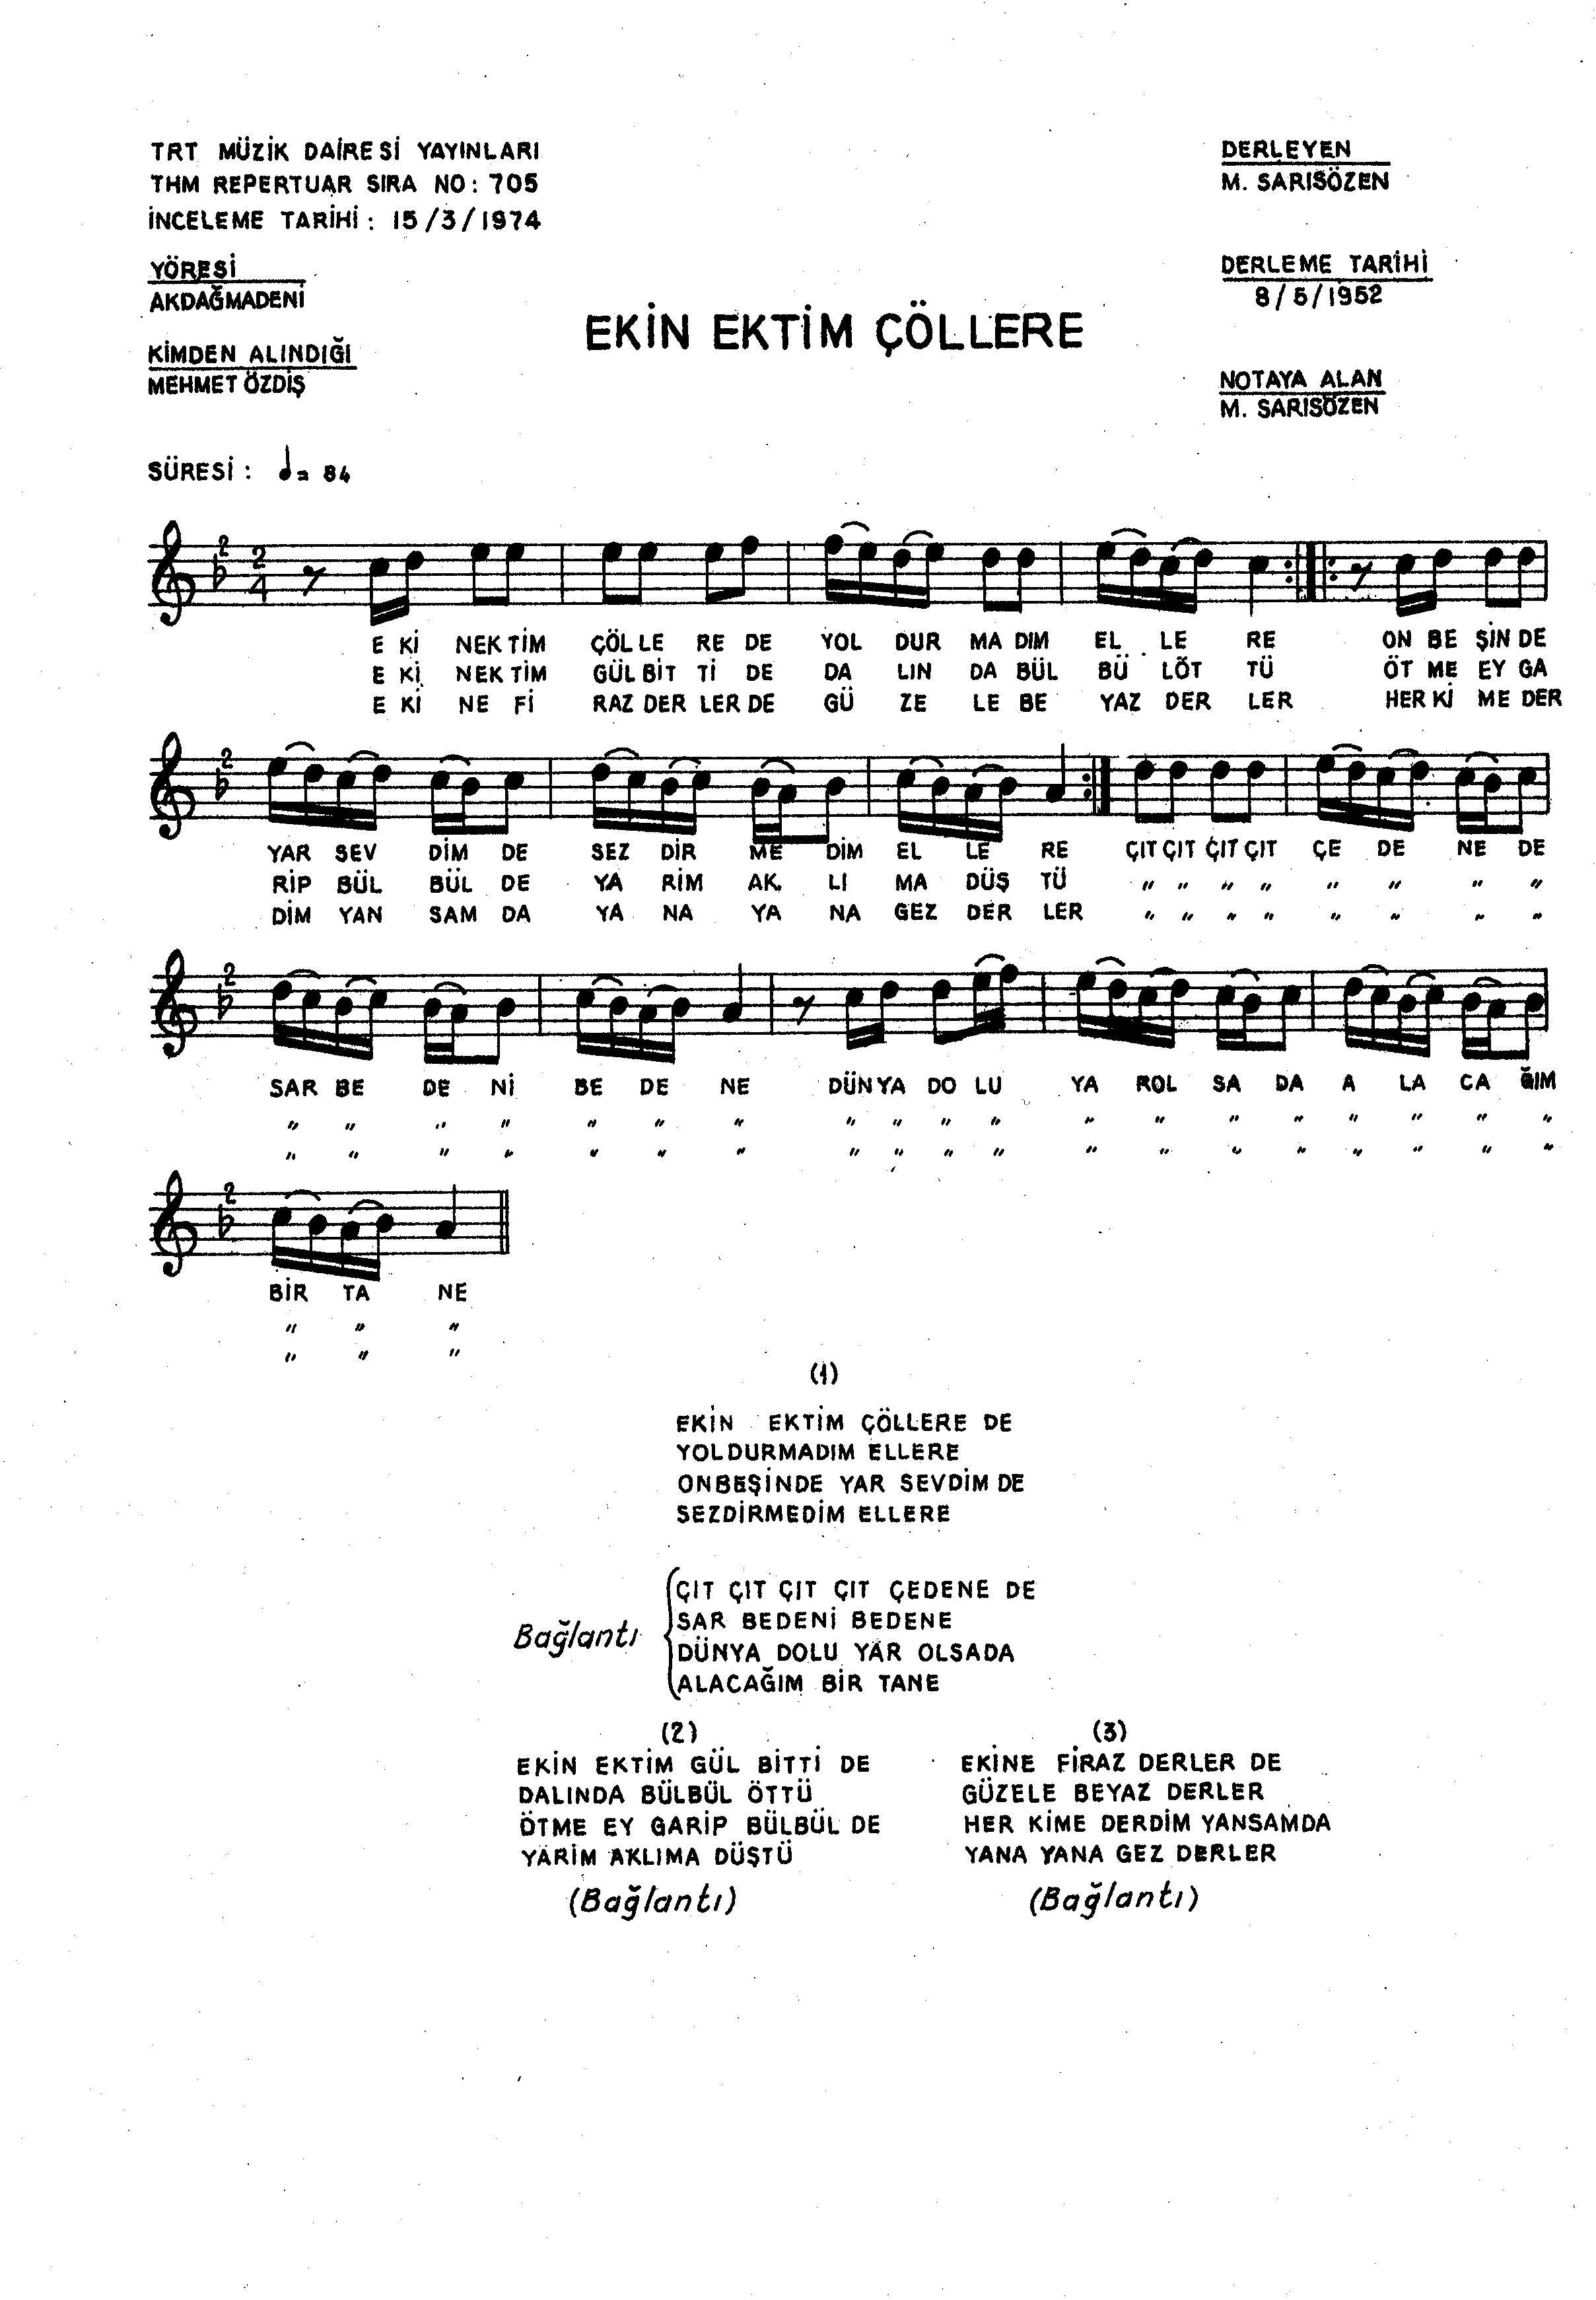 TRT MÜZİK DAİRESİ YAYINLARI
THM REPERTUAR SIRA NO: 705
İNCELEME TARİHİ: 15/3/1974
YÖRESİ
AKDAĞMADENİ
KİMDEN ALINDIĞI
MEHMET ÖZDİŞ
DERLEYEN
M. SARISÖZEN
DERLEME TARİHİ
8/5/1952
NOTAYA ALAN
M. SARISÖZEN
EKİN EKTİM ÇÖLLERE
SÜRESİ: ♩= 84
2 2
4
E Kİ NEK TİM ÇÖL LE RE DE YOL DUR MA DIM EL LE RE ON BE ŞİN DE
E Kİ NEK TİM GÜL BİT Tİ DE DA LIN DA BÜL BÜ LÖT TÜ ÖT ME EY GA
E Kİ NE Fİ RAZ DER LER DE GÜ ZE LE BE YAZ DER LER HER Kİ ME DER
2
YAR SEV DİM DE SEZ DİR ME DİM EL LE RE ÇIT ÇIT ÇIT ÇIT ÇE DE NE DE
RİP BÜL BÜL DE YA RİM AK LI MA DÜŞ TÜ " " " " " " " "
DİM YAN SAM DA YA NA YA NA GEZ DER LER " " " " " " " "
2
SAR BE DE Nİ BE DE NE DÜN YA DO LU YA ROL SA DA A LA CA ĞIM
" " " " " " " " " " " " " " " " " " "
" " " " " " " " " " " " " " " " " " "
2
BİR TA NE
" " "
" " "
(1)
EKİN EKTİM ÇÖLLERE DE
YOLDURMADIM ELLERE
ONBEŞİNDE YAR SEVDİM DE
SEZDİRMEDİM ELLERE
Bağlantı
ÇIT ÇIT ÇIT ÇIT ÇEDENE DE
SAR BEDENİ BEDENE
DÜNYA DOLU YAR OLSADA
ALACAĞIM BİR TANE
(2)
EKİN EKTİM GÜL BİTTİ DE
DALINDA BÜLBÜL ÖTTÜ
ÖTME EY GARİP BÜLBÜL DE
YARİM AKLIMA DÜŞTÜ
(Bağlantı)
(3)
EKİNE FİRAZ DERLER DE
GÜZELE BEYAZ DERLER
HER KİME DERDİM YANSAMDA
YANA YANA GEZ DERLER
(Bağlantı)